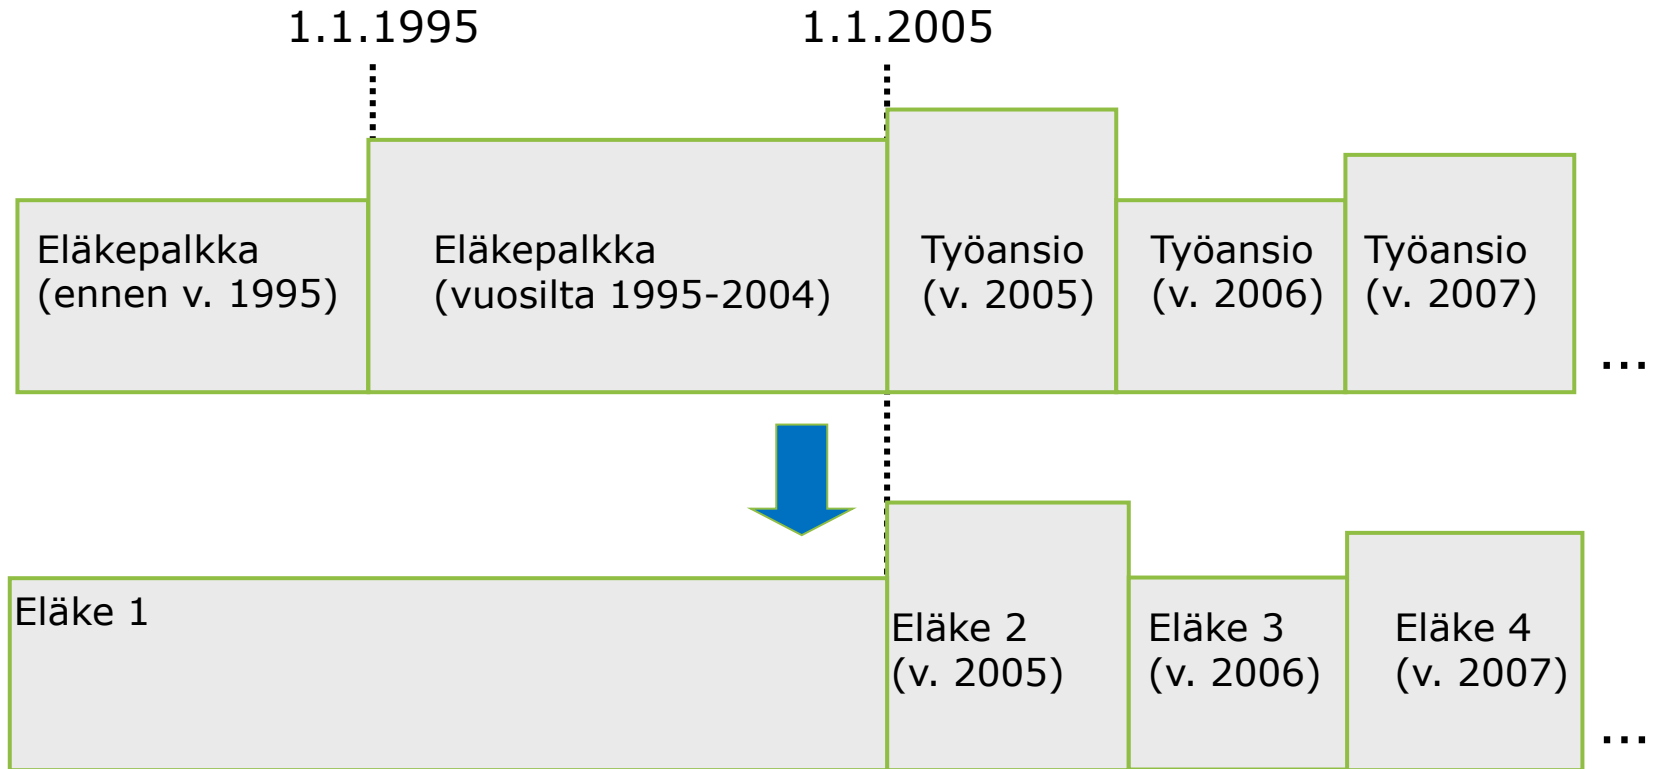 1.1.1995
1.1.2005
Eläkepalkka
(ennen v. 1995)
Eläkepalkka
(vuosilta 1995-2004)
Työansio
(v. 2005)
Työansio
(v. 2006)
Työansio
(v. 2007)
...
Eläke 1
Eläke 2
(v. 2005)
Eläke 3
(v. 2006)
Eläke 4
(v. 2007)
...